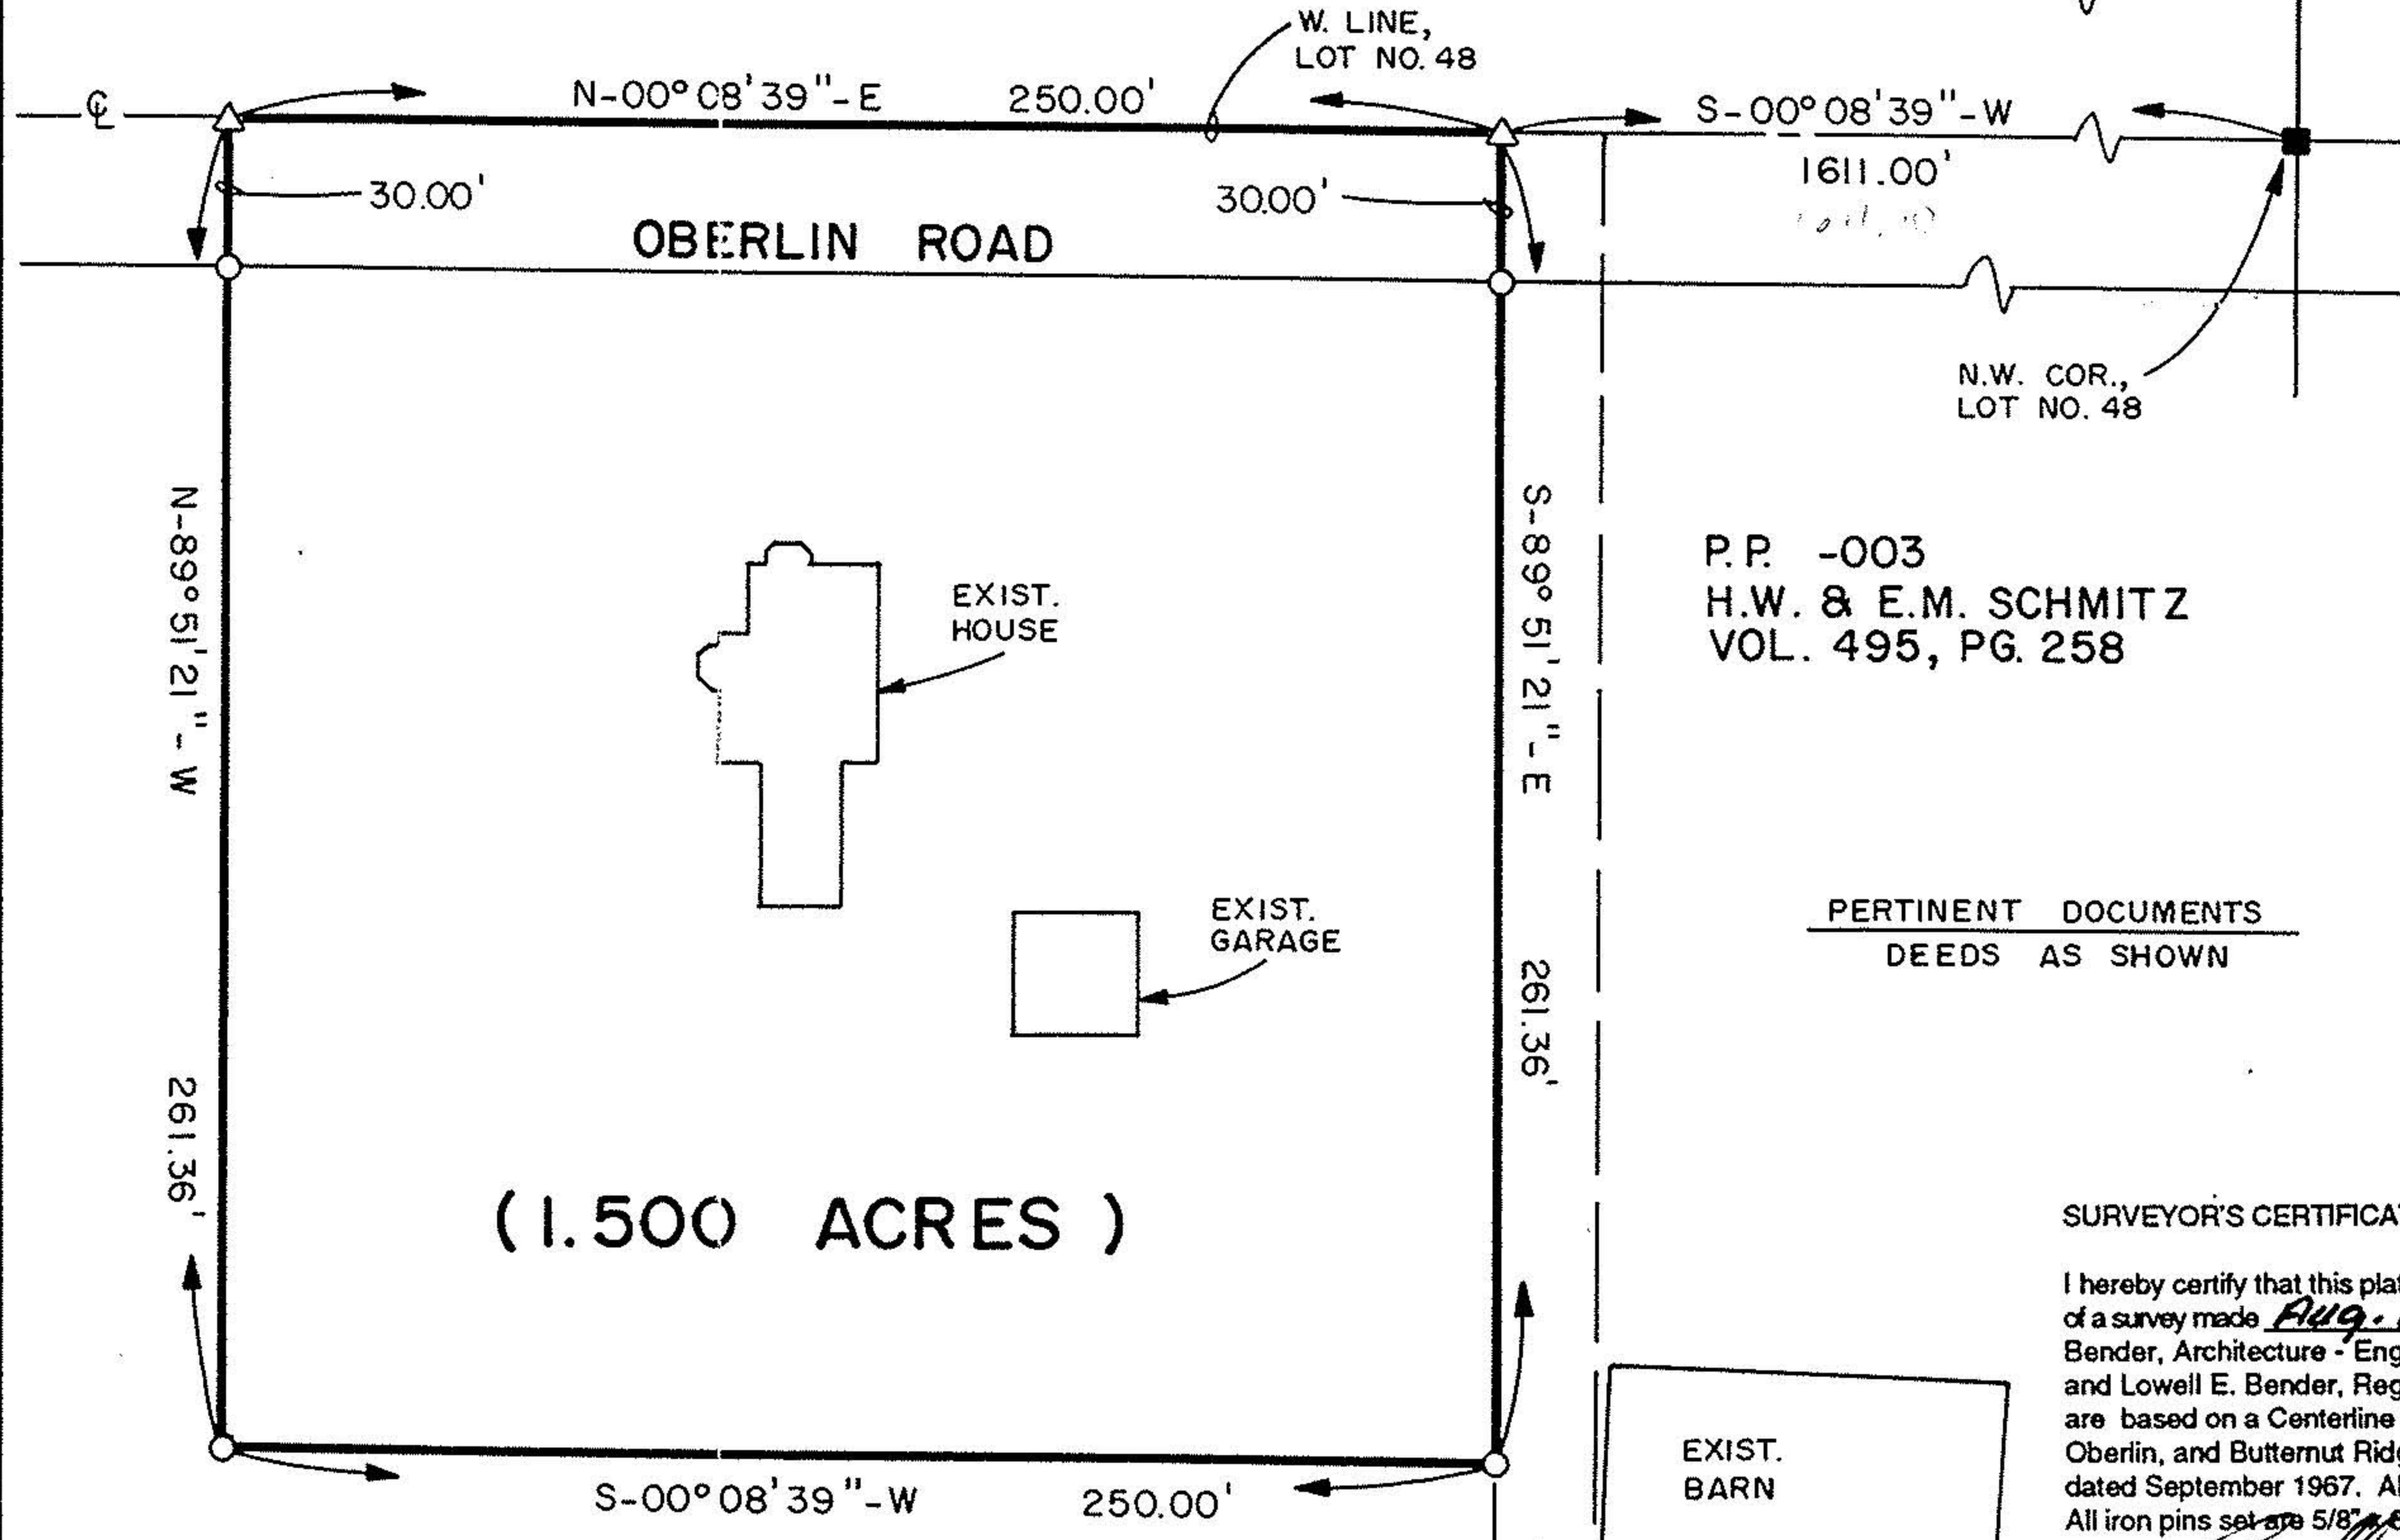 W. LINE,
LOT NO. 48
℄
N-00°08'39"-E 250.00'
S-00°08'39"-W
1611.00'
30.00'
30.00'
OBERLIN ROAD
N.W. COR.,
LOT NO. 48
N-89°51'21"-W
261.36'
S-89°51'21"-E
261.36'
EXIST.
HOUSE
EXIST.
GARAGE
P.P. -003
H.W. & E.M. SCHMITZ
VOL. 495, PG. 258
PERTINENT DOCUMENTS
DEEDS AS SHOWN
(1.500 ACRES)
S-00°08'39"-W 250.00'
EXIST.
BARN
SURVEYOR'S CERTIFICA
I hereby certify that this pla
of a survey made Aug.
Bender, Architecture - Eng
and Lowell E. Bender, Reg
are based on a Centerline
Oberlin, and Butternut Rid
dated September 1967. Al
All iron pins set are 5/8"